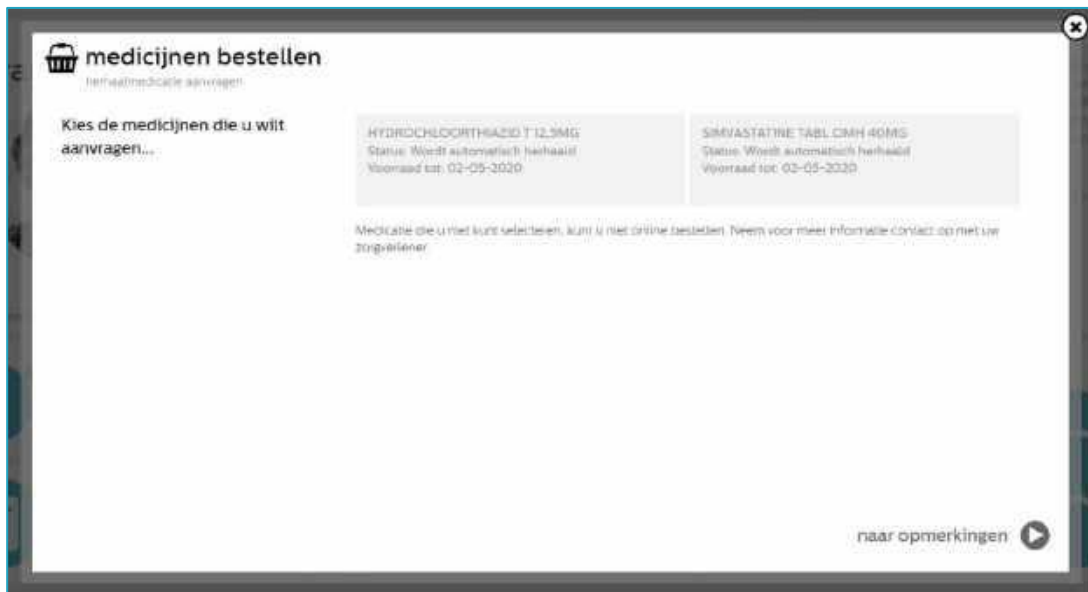 medicijnen bestellen
herhaalmedicatie aanvragen
Kies de medicijnen die u wilt
aanvragen...
HYDROCHLOORTHIAZID T 12,5MG
Status: Wordt automatisch herhaald
Voorraad tot: 02-05-2020
SIMVASTATINE TABL OMH 40MG
Status: Wordt automatisch herhaald
Voorraad tot: 02-05-2020
Medicatie die u niet kunt selecteren, kunt u niet online bestellen. Neem voor meer informatie contact op met uw
zorgverlener
naar opmerkingen